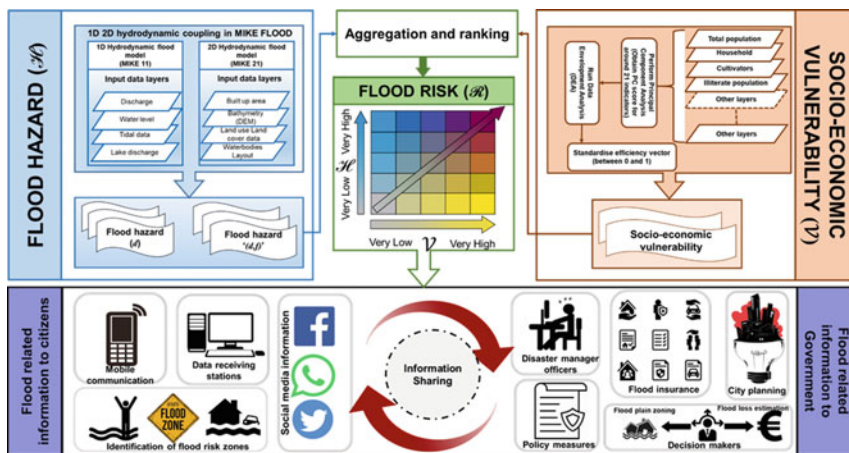 FLOOD HAZARD (ℋ)
1D 2D hydrodynamic coupling in MIKE FLOOD
1D Hydrodynamic flood
model
(MIKE 11)
Input data layers
Discharge
Water level
Tidal data
Lake discharge
2D Hydrodynamic flood
model
(MIKE 21)
Input data layers
Built up area
Bathymetry
(DEM)
Land use Land
cover data
Waterbodies
Layout
Flood hazard
(d)
Flood hazard
'(d,f)'
Aggregation and ranking
FLOOD RISK (ℛ)
Very High
ℋ
Very Low
Very Low
𝒱
Very High
SOCIO-ECONOMIC
VULNERABILITY (𝒱)
Total population
Household
Cultivators
Illiterate population
Other layers
Other layers
Perform Principal
Component Analysis
(Obtain PC score for
around 21 indicators)
Run Data
Envelopment Analysis
(DEA)
Standardise efficiency vector
(between 0 and 1)
Socio-economic
vulnerability
Flood related
information to citizens
Mobile
communication
Data receiving
stations
FLOOD
ZONE
Identification of flood risk zones
Social media information
Information
Sharing
Disaster manager
officers
Policy measures
Flood insurance
City planning
Flood plain zoning
Flood loss estimation
€
Decision makers
Flood related
information to
Government